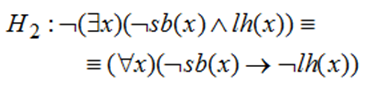 H₂ : ¬(∃x)(¬sb(x) ∧ lh(x)) ≡
≡ (∀x)(¬sb(x) → ¬lh(x))